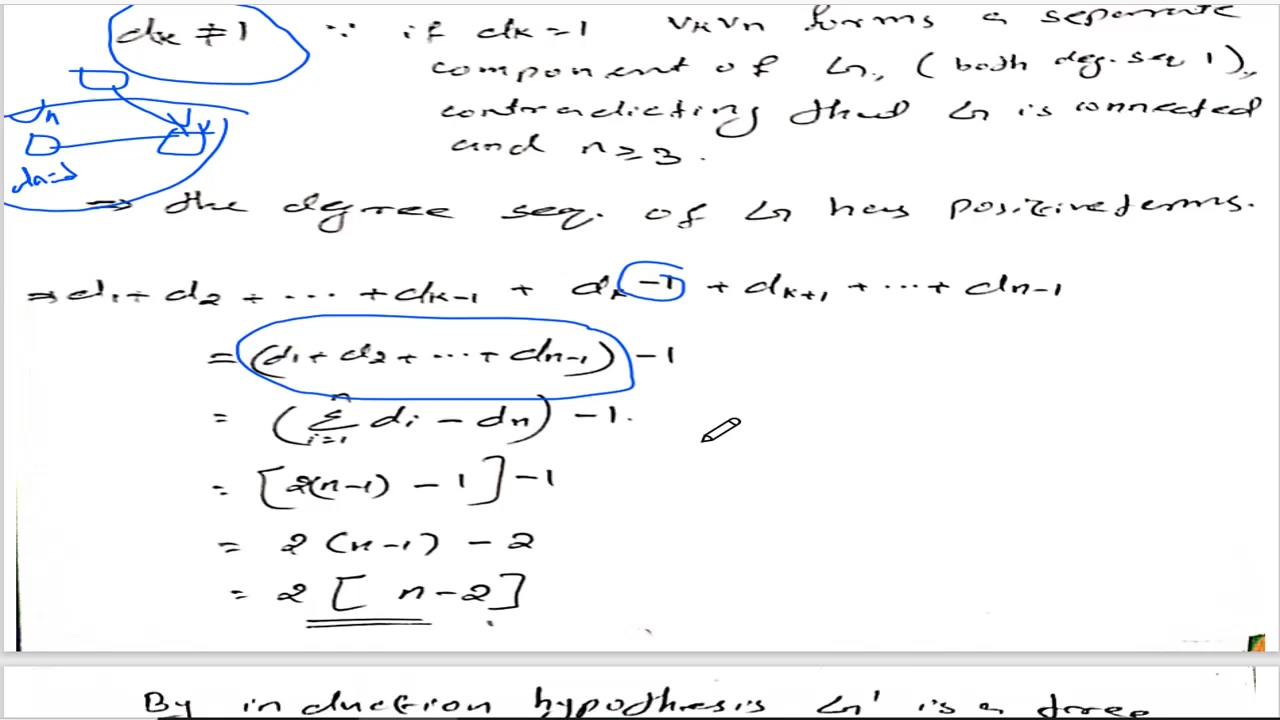 dk ≠ 1 ∵ if dk = 1 vkvn forms a separate
component of G, (both deg. seq 1),
contradicting that G is connected
and n ≥ 3.
vn
dn=1
⇒ the degree seq. of G has positive terms.
⇒ d1 + d2 + ... + dk-1 + dk -1 + dk+1 + ... + dn-1
= (d1 + d2 + ... + dn-1) - 1
= (Σ di - dn) - 1.
n
i=1
= [2(n-1) - 1] - 1
= 2 (n-1) - 2
= 2 [ n-2]
By induction hypothesis G' is a tree